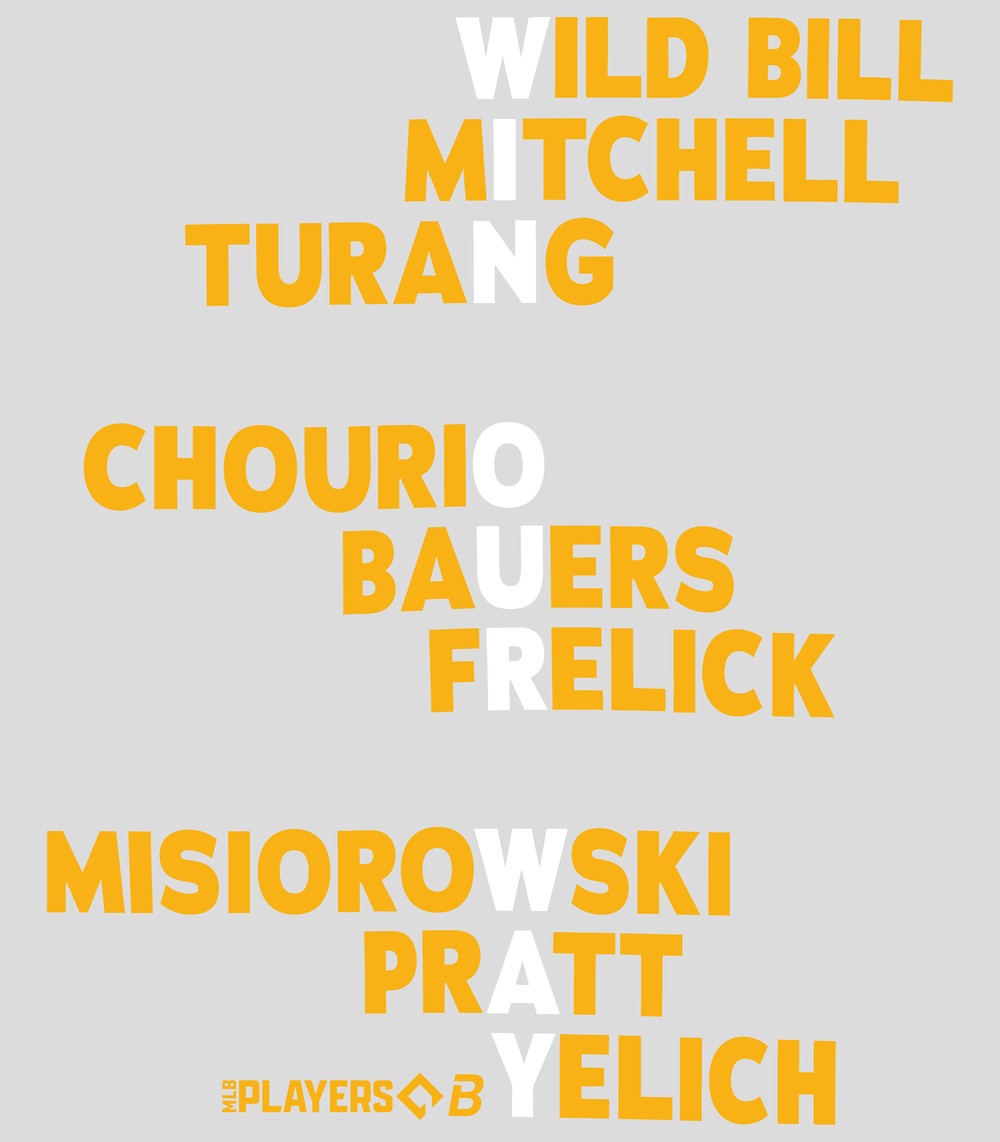 WILD BILL
MITCHELL
TURANG
CHOURIO
BAUERS
FRELICK
MISIOROWSKI
PRATT
YELICH
MLB PLAYERS B